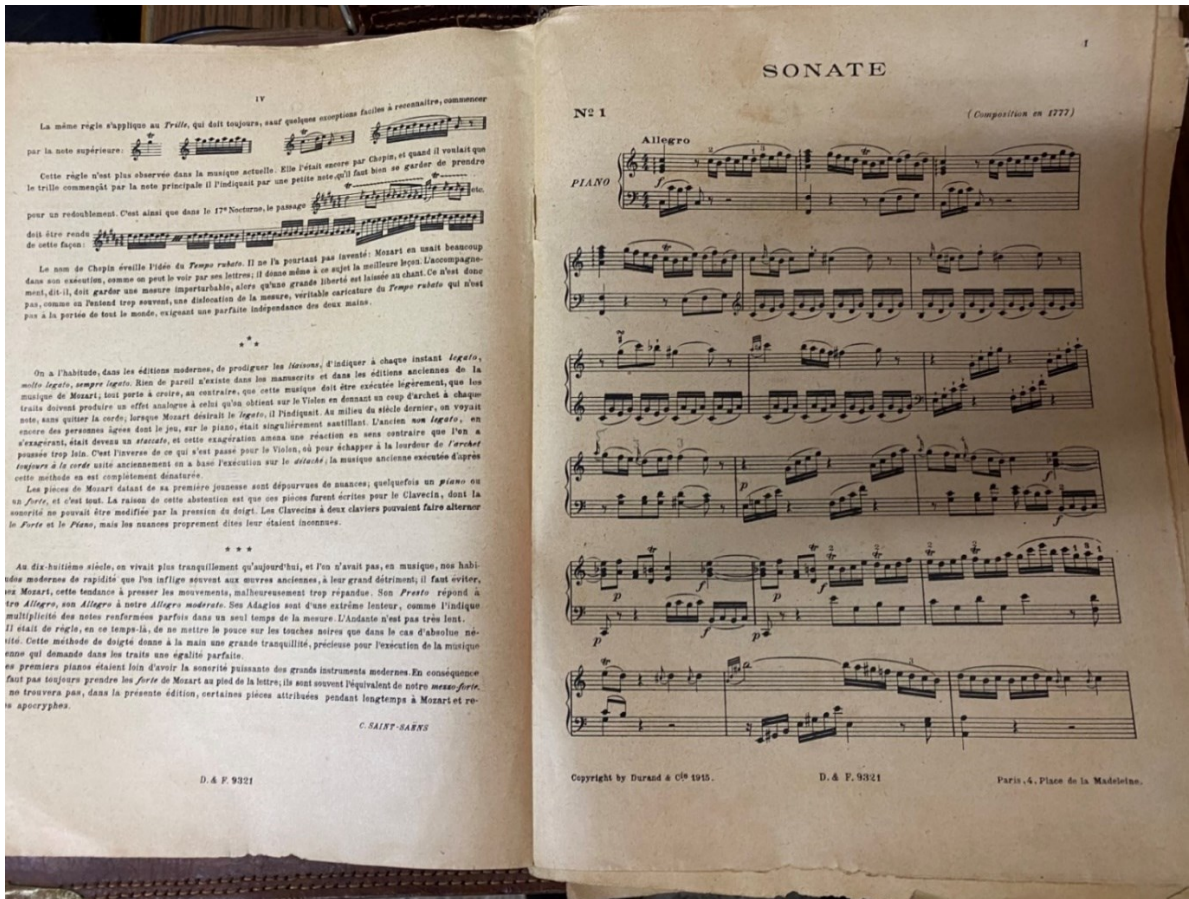 IV
La même règle s'applique au Trille, qui doit toujours, sauf quelques exceptions faciles à reconnaître, commencer
par la note supérieure:
Cette règle n'est plus observée dans la musique actuelle. Elle l'était encore par Chopin, et quand il voulait que
le trille commençât par la note principale il l'indiquait par une petite note, qu'il faut bien se garder de prendre
pour un redoublement. C'est ainsi que dans le 17e Nocturne, le passage etc.
doit être rendu
de cette façon:
Le nom de Chopin éveille l'idée du Tempo rubato. Il ne l'a pourtant pas inventé: Mozart en usait beaucoup
dans son exécution, comme on peut le voir par ses lettres; il donne même à ce sujet la meilleure leçon. L'accompagne-
ment, dit-il, doit garder une mesure imperturbable, alors qu'une grande liberté est laissée au chant. Ce n'est donc
pas, comme on l'entend trop souvent, une dislocation de la mesure, véritable caricature du Tempo rubato qui n'est
pas à la portée de tout le monde, exigeant une parfaite indépendance des deux mains.
* * *
On a l'habitude, dans les éditions modernes, de prodiguer les liaisons, d'indiquer à chaque instant legato,
molto legato, sempre legato. Rien de pareil n'existe dans les manuscrits et dans les éditions anciennes de la
musique de Mozart; tout porte à croire, au contraire, que cette musique doit être exécutée légèrement, que les
traits doivent produire un effet analogue à celui qu'on obtient sur le Violon en donnant un coup d'archet à chaque
note, sans quitter la corde; lorsque Mozart désirait le legato, il l'indiquait. Au milieu du siècle dernier, on voyait
encore des personnes âgées dont le jeu, sur le piano, était singulièrement sautillant. L'ancien non legato, en
s'exagérant, était devenu un staccato, et cette exagération amena une réaction en sens contraire que l'on a
poussée trop loin. C'est l'inverse de ce qui s'est passé pour le Violon, où pour échapper à la lourdeur de l'archet
toujours à la corde usité anciennement on a basé l'exécution sur le détaché; la musique ancienne exécutée d'après
cette méthode en est complètement dénaturée.
Les pièces de Mozart datant de sa première jeunesse sont dépourvues de nuances; quelquefois un piano ou
un forte, et c'est tout. La raison de cette abstention est que ces pièces furent écrites pour le Clavecin, dont la
sonorité ne pouvait être modifiée par la pression du doigt. Les Clavecins à deux claviers pouvaient faire alterner
le Forte et le Piano, mais les nuances proprement dites leur étaient inconnues.
* * *
Au dix-huitième siècle, on vivait plus tranquillement qu'aujourd'hui, et l'on n'avait pas, en musique, nos habi-
udes modernes de rapidité que l'on inflige souvent aux œuvres anciennes, à leur grand détriment; il faut éviter,
ez Mozart, cette tendance à presser les mouvements, malheureusement trop répandue. Son Presto répond à
tre Allegro, son Allegro à notre Allegro moderato. Ses Adagios sont d'une extrême lenteur, comme l'indique
multiplicité des notes renfermées parfois dans un seul temps de la mesure. L'Andante n'est pas très lent.
Il était de règle, en ce temps-là, de ne mettre le pouce sur les touches noires que dans le cas d'absolue né-
sité. Cette méthode de doigté donne à la main une grande tranquillité, précieuse pour l'exécution de la musique
enne qui demande dans les traits une égalité parfaite.
es premiers pianos étaient loin d'avoir la sonorité puissante des grands instruments modernes. En conséquence
faut pas toujours prendre les forte de Mozart au pied de la lettre; ils sont souvent l'équivalent de notre mezzo-forte.
ne trouvera pas, dans la présente édition, certaines pièces attribuées pendant longtemps à Mozart et re-
s apocryphes.
C. SAINT-SAËNS
D. & F. 9321
1
SONATE
No 1
(Composition en 1777)
Allegro
PIANO
f
p
f
f
p
f
p
f
p
f
p
Copyright by Durand & Cie 1915.
D. & F. 9321
Paris, 4, Place de la Madeleine.